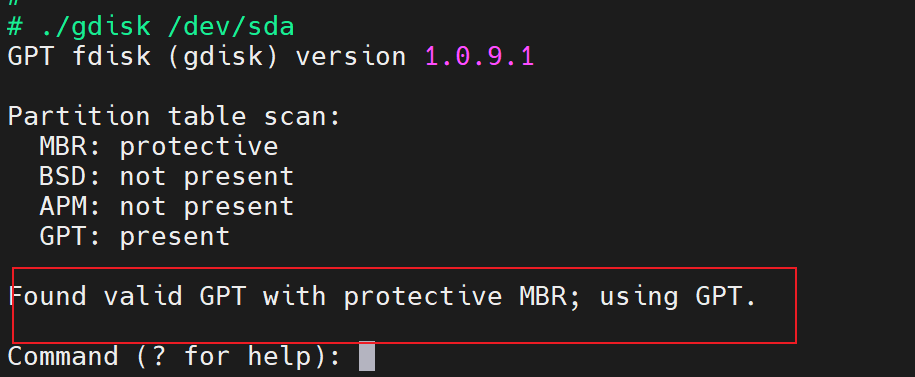 #
# ./gdisk /dev/sda
GPT fdisk (gdisk) version 1.0.9.1
Partition table scan:
MBR: protective
BSD: not present
APM: not present
GPT: present
Found valid GPT with protective MBR; using GPT.
Command (? for help):